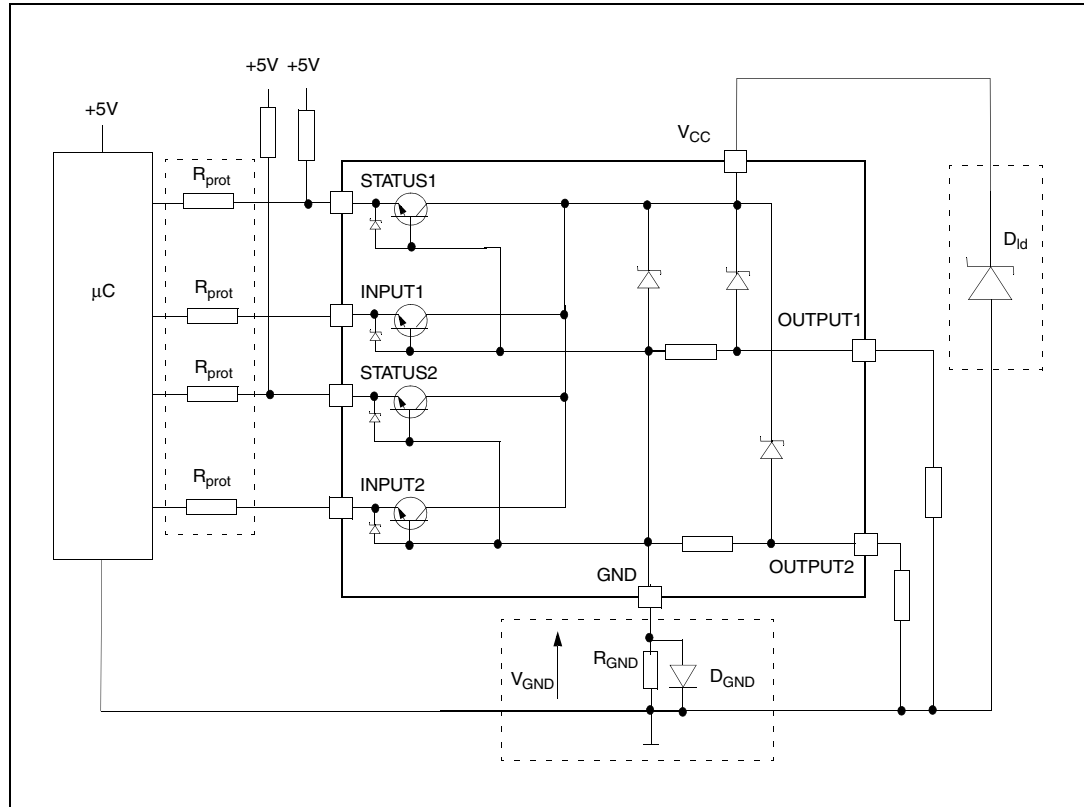 +5V +5V
+5V
V_CC
R_prot
STATUS1
D_ld
μC
R_prot
INPUT1
OUTPUT1
R_prot
STATUS2
R_prot
INPUT2
OUTPUT2
GND
R_GND
V_GND
D_GND